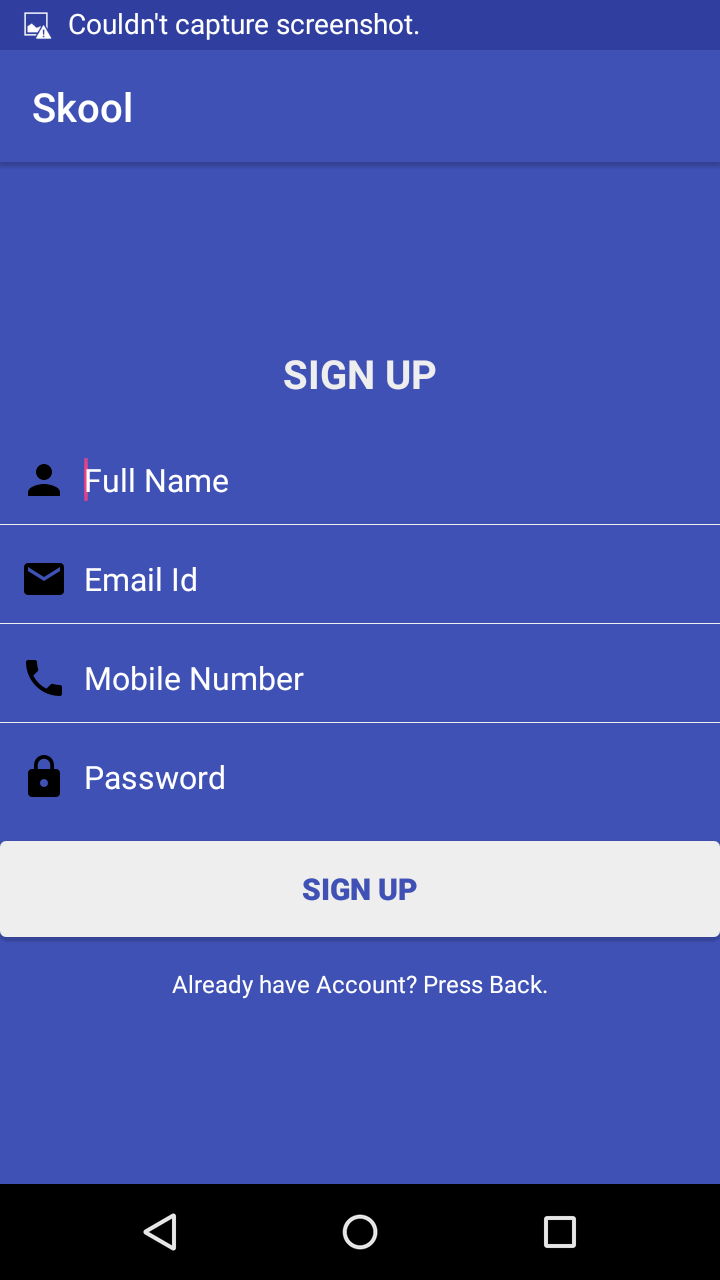 Couldn't capture screenshot.
Skool
SIGN UP
Full Name
Email Id
Mobile Number
Password
SIGN UP
Already have Account? Press Back.